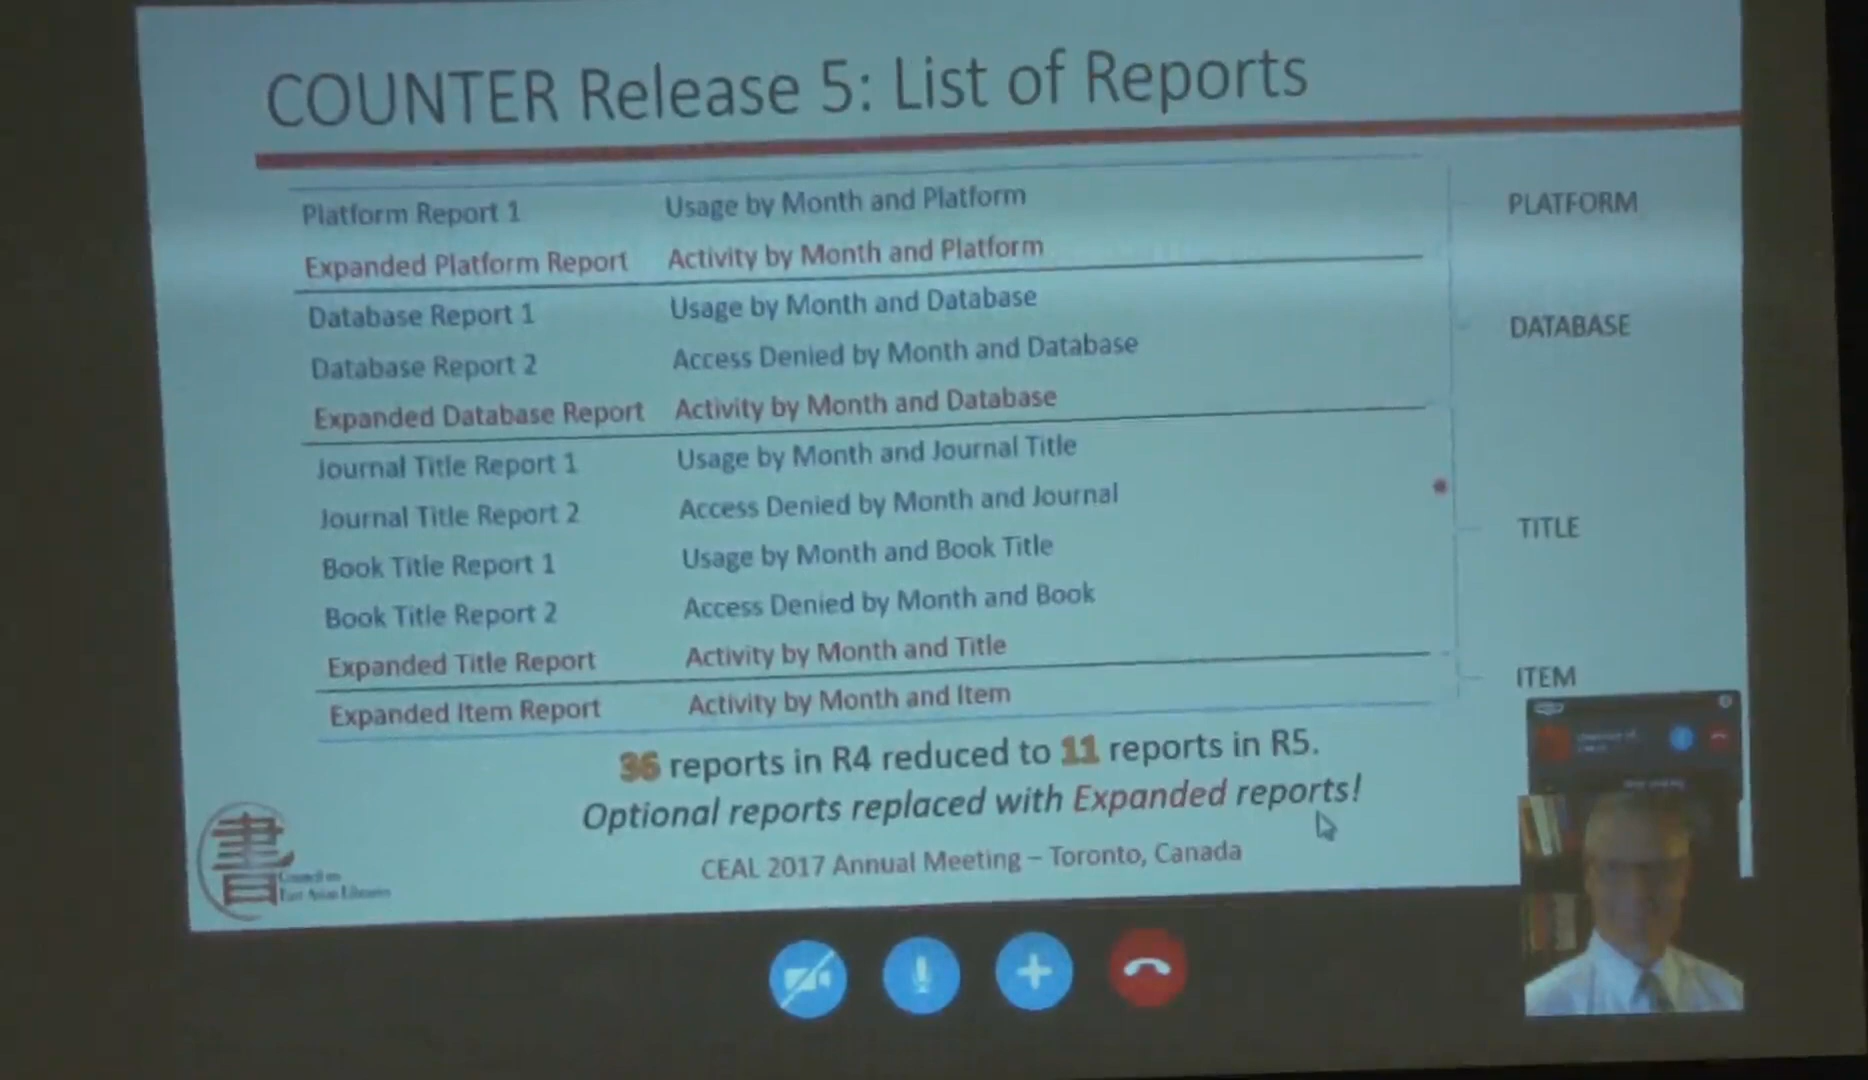 COUNTER Release 5: List of Reports
Platform Report 1 Usage by Month and Platform
PLATFORM
Expanded Platform Report Activity by Month and Platform
Database Report 1 Usage by Month and Database
DATABASE
Database Report 2 Access Denied by Month and Database
Expanded Database Report Activity by Month and Database
Journal Title Report 1 Usage by Month and Journal Title
Journal Title Report 2 Access Denied by Month and Journal
TITLE
Book Title Report 1 Usage by Month and Book Title
Book Title Report 2 Access Denied by Month and Book
Expanded Title Report Activity by Month and Title
ITEM
Expanded Item Report Activity by Month and Item
36 reports in R4 reduced to 11 reports in R5.
Optional reports replaced with Expanded reports!
CEAL 2017 Annual Meeting – Toronto, Canada
書
Council on
East Asian Libraries